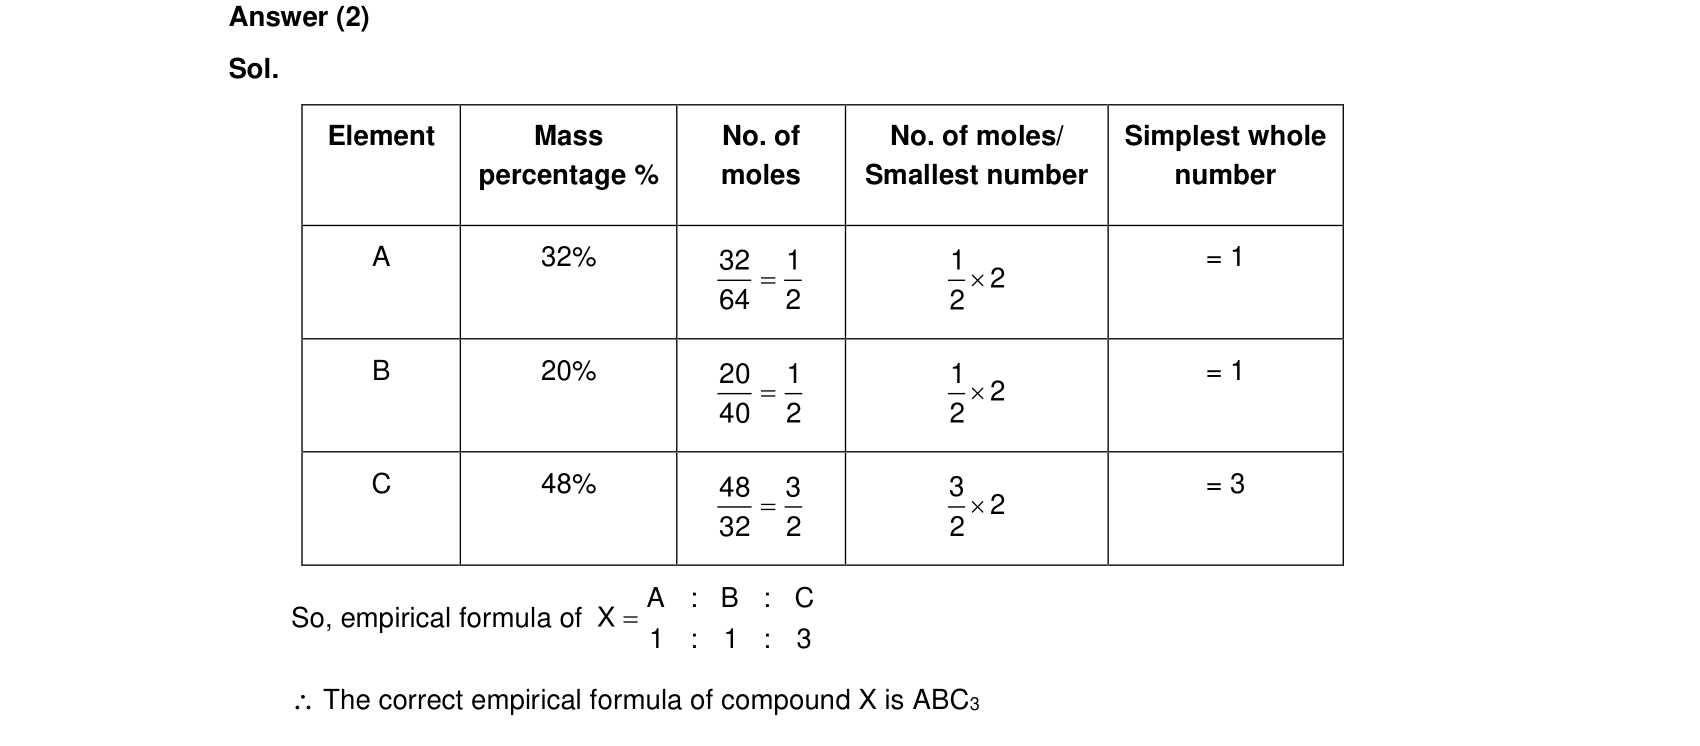 Answer (2)
Sol.
Element | Mass percentage % | No. of moles | No. of moles/ Smallest number | Simplest whole number
A | 32% | 32/64 = 1/2 | 1/2 × 2 | = 1
B | 20% | 20/40 = 1/2 | 1/2 × 2 | = 1
C | 48% | 48/32 = 3/2 | 3/2 × 2 | = 3
So, empirical formula of X =
A : B : C
1 : 1 : 3
∴ The correct empirical formula of compound X is ABC₃